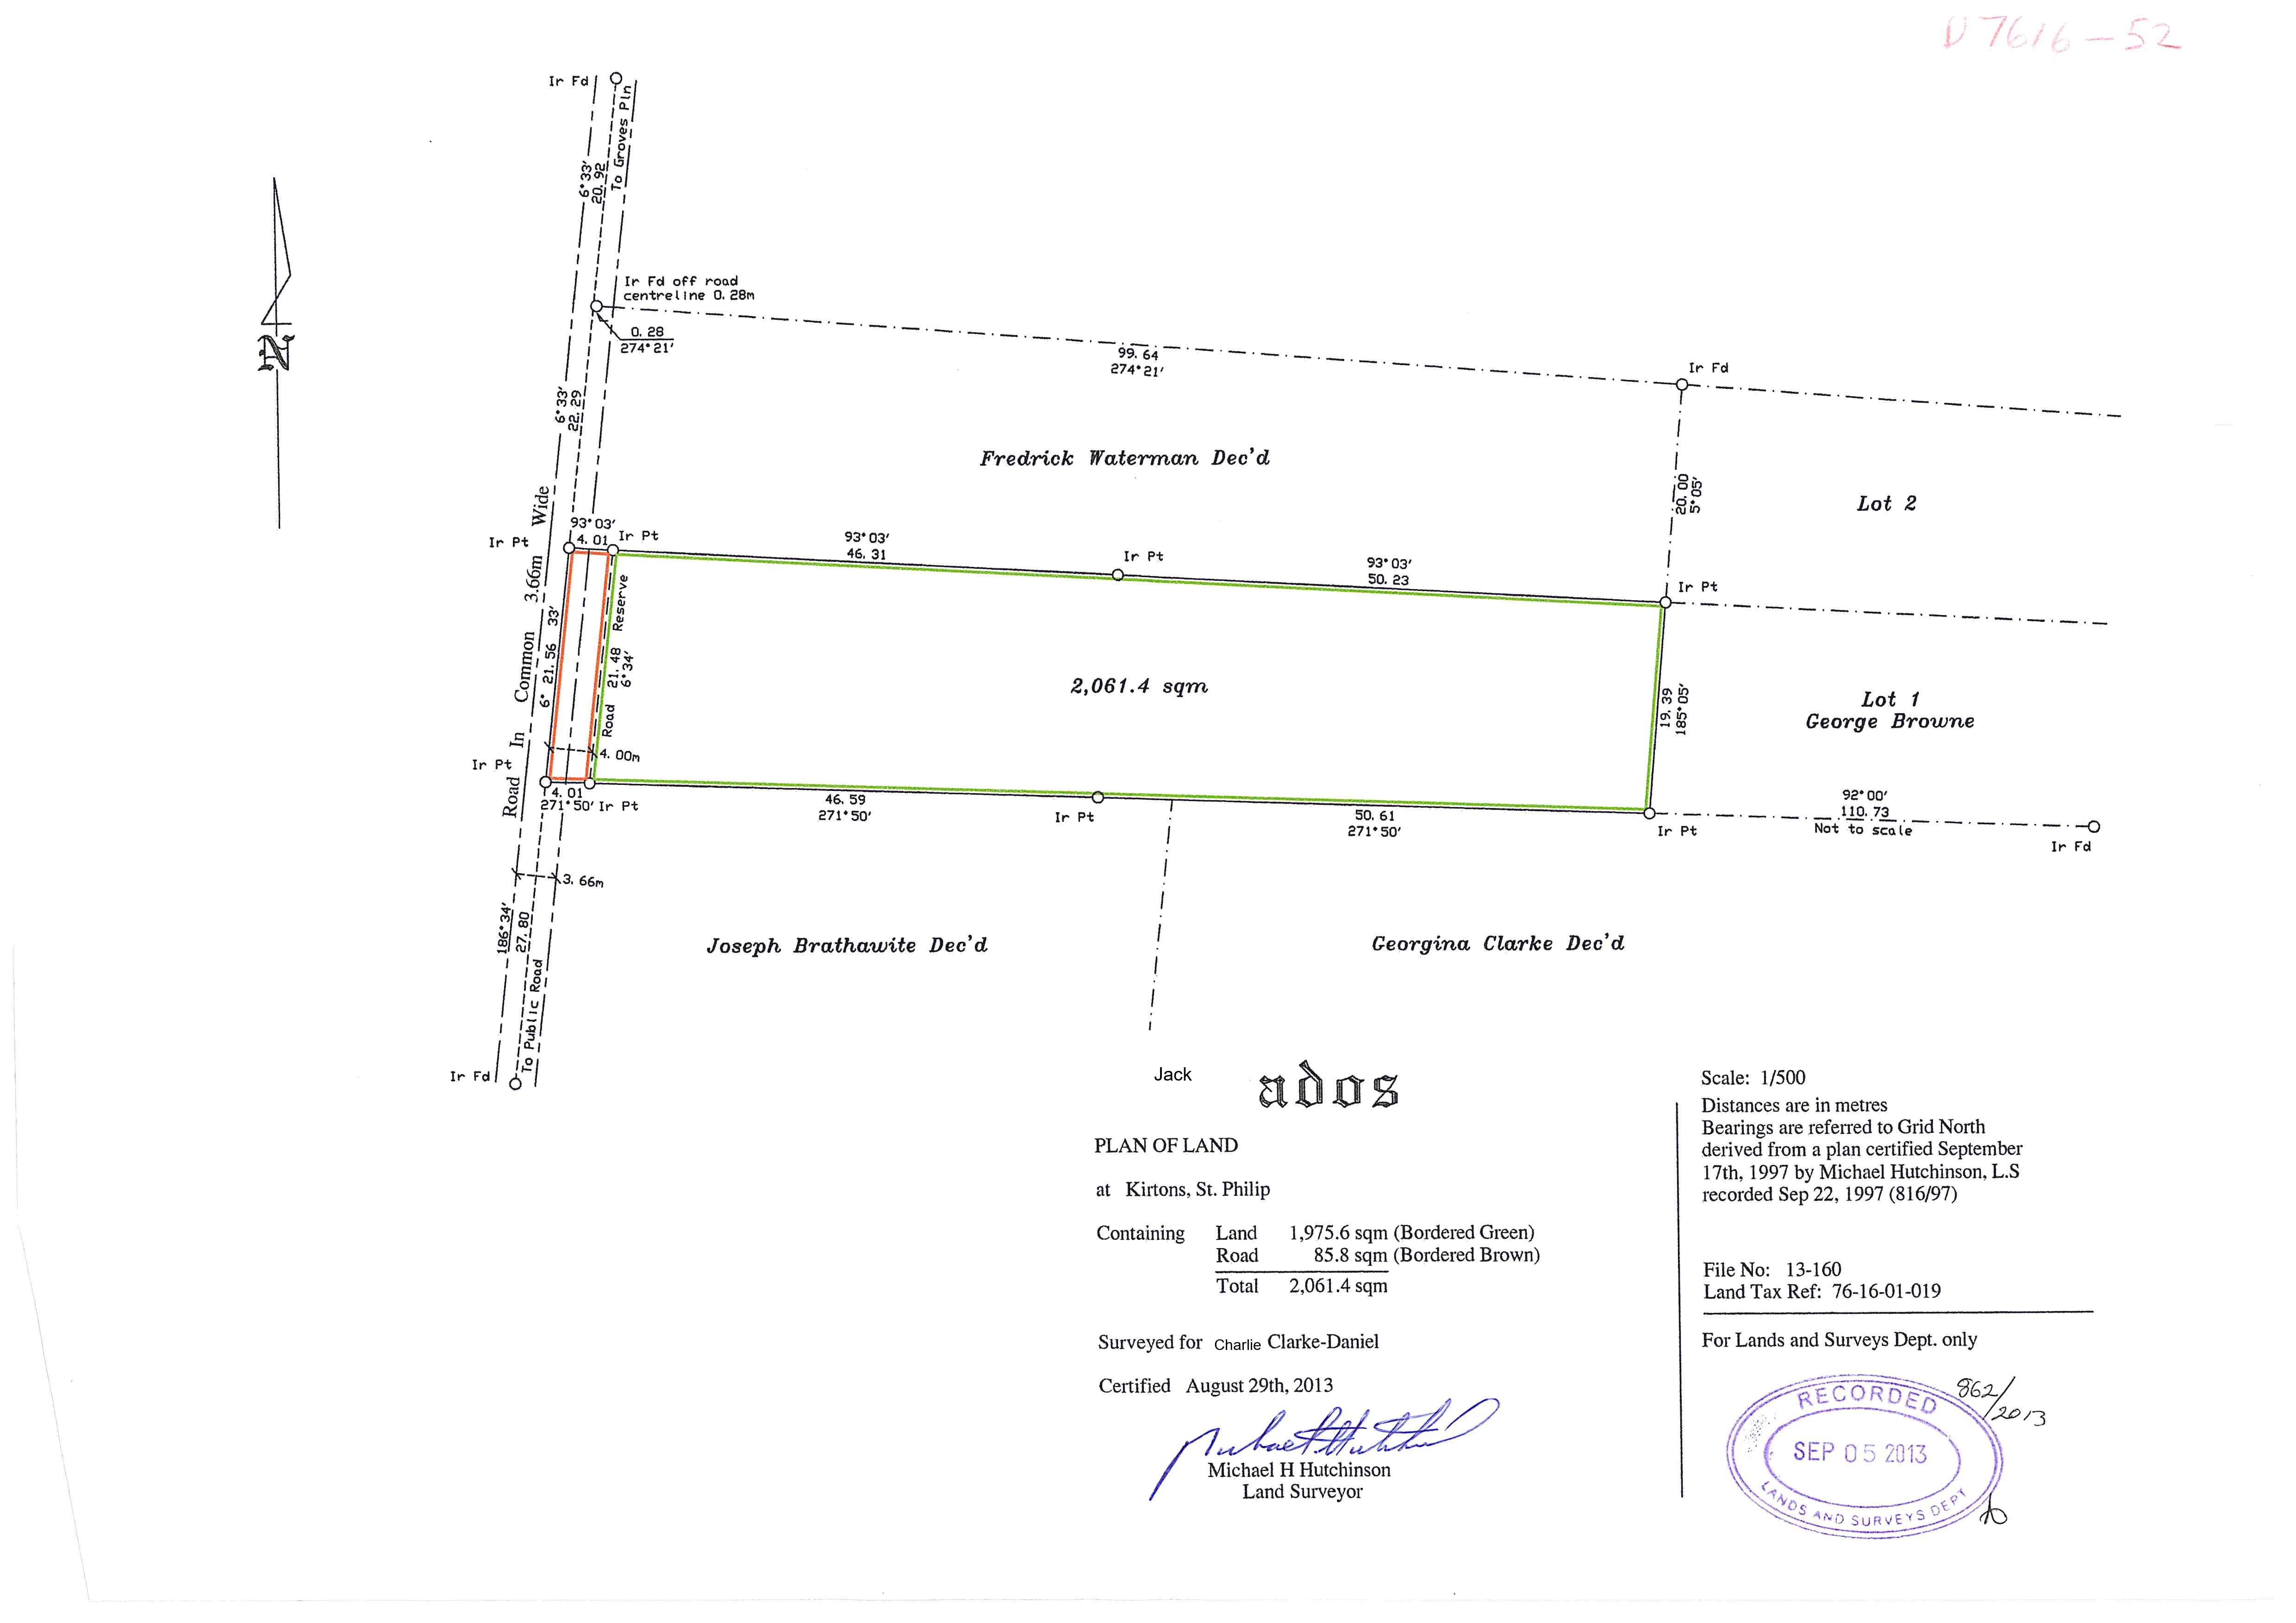 D7616-52
Ir Fd
To Groves Pln
6°33'
20.92
Ir Fd off road
centreline 0.28m
0.28
274°21'
99.64
274°21'
Ir Fd
6°33'
22.29
Fredrick Waterman Dec'd
20.00
5°05'
Lot 2
Road In Common 3.66m Wide
93°03'
Ir Pt
4.01
Ir Pt
93°03'
46.31
Ir Pt
93°03'
50.23
Ir Pt
6° 21.56 33'
Road Reserve
21.48
6°34'
2,061.4 sqm
19.39
185°05'
Lot 1
George Browne
4.00m
Ir Pt
4.01
271°50'
Ir Pt
46.59
271°50'
Ir Pt
50.61
271°50'
Ir Pt
92°00'
110.73
Not to scale
Ir Fd
3.66m
186°34'
27.80
To Public Road
Ir Fd
Joseph Brathawite Dec'd
Georgina Clarke Dec'd
Jack ados
PLAN OF LAND
at Kirtons, St. Philip
Containing Land 1,975.6 sqm (Bordered Green)
Road 85.8 sqm (Bordered Brown)
Total 2,061.4 sqm
Surveyed for Charlie Clarke-Daniel
Certified August 29th, 2013
Michael H Hutchinson
Land Surveyor
Scale: 1/500
Distances are in metres
Bearings are referred to Grid North
derived from a plan certified September
17th, 1997 by Michael Hutchinson, L.S
recorded Sep 22, 1997 (816/97)
File No: 13-160
Land Tax Ref: 76-16-01-019
For Lands and Surveys Dept. only
862/2013
RECORDED
SEP 05 2013
LANDS AND SURVEYS DEPT
N